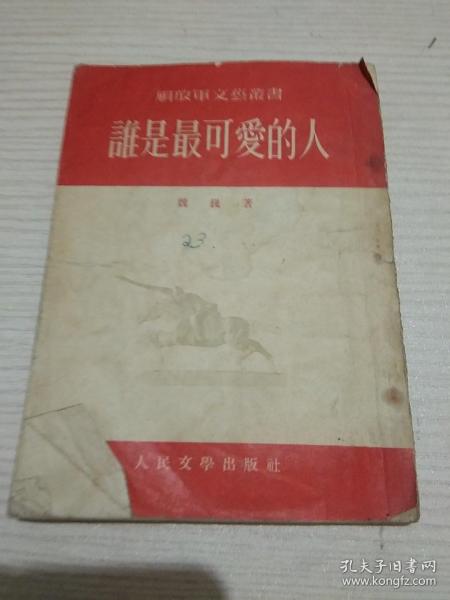 解放軍文藝叢書
誰是最可愛的人
魏巍著
23.
人民文學出版社
孔夫子旧书网
www.kongfz.com